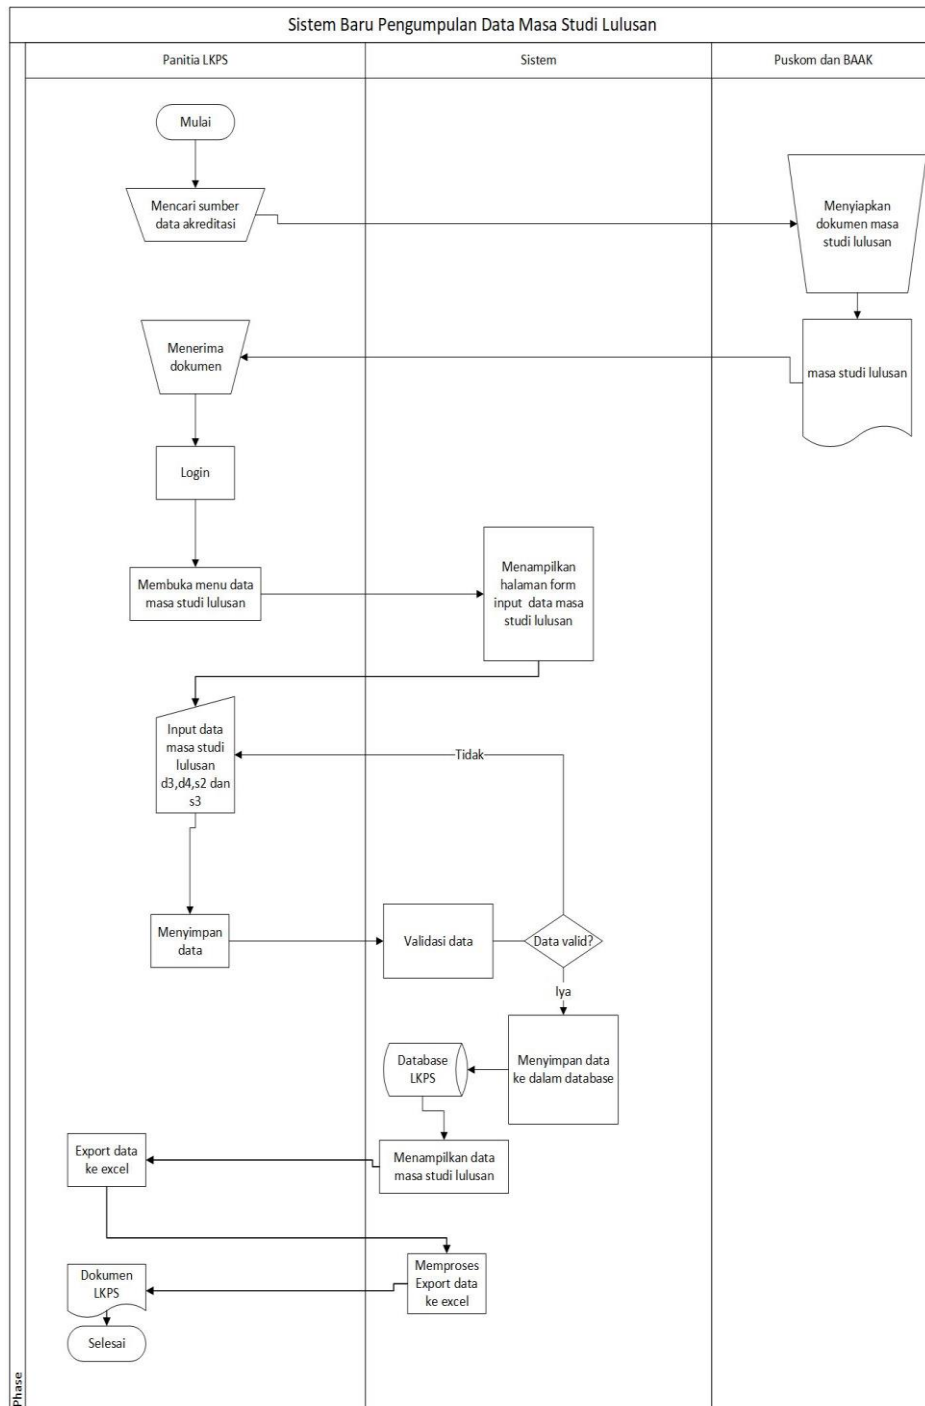 Sistem Baru Pengumpulan Data Masa Studi Lulusan
Panitia LKPS
Sistem
Puskom dan BAAK
Mulai
Mencari sumber
data akreditasi
Menyiapkan
dokumen masa
studi lulusan
Menerima
dokumen
masa studi lulusan
Login
Membuka menu data
masa studi lulusan
Menampilkan
halaman form
input data masa
studi lulusan
Input data
masa studi
lulusan
d3,d4,s2 dan
s3
Tidak
Menyimpan
data
Validasi data
Data valid?
Iya
Menyimpan data
ke dalam database
Database
LKPS
Menampilkan data
masa studi lulusan
Export data
ke excel
Memproses
Export data
ke excel
Dokumen
LKPS
Selesai
Phase